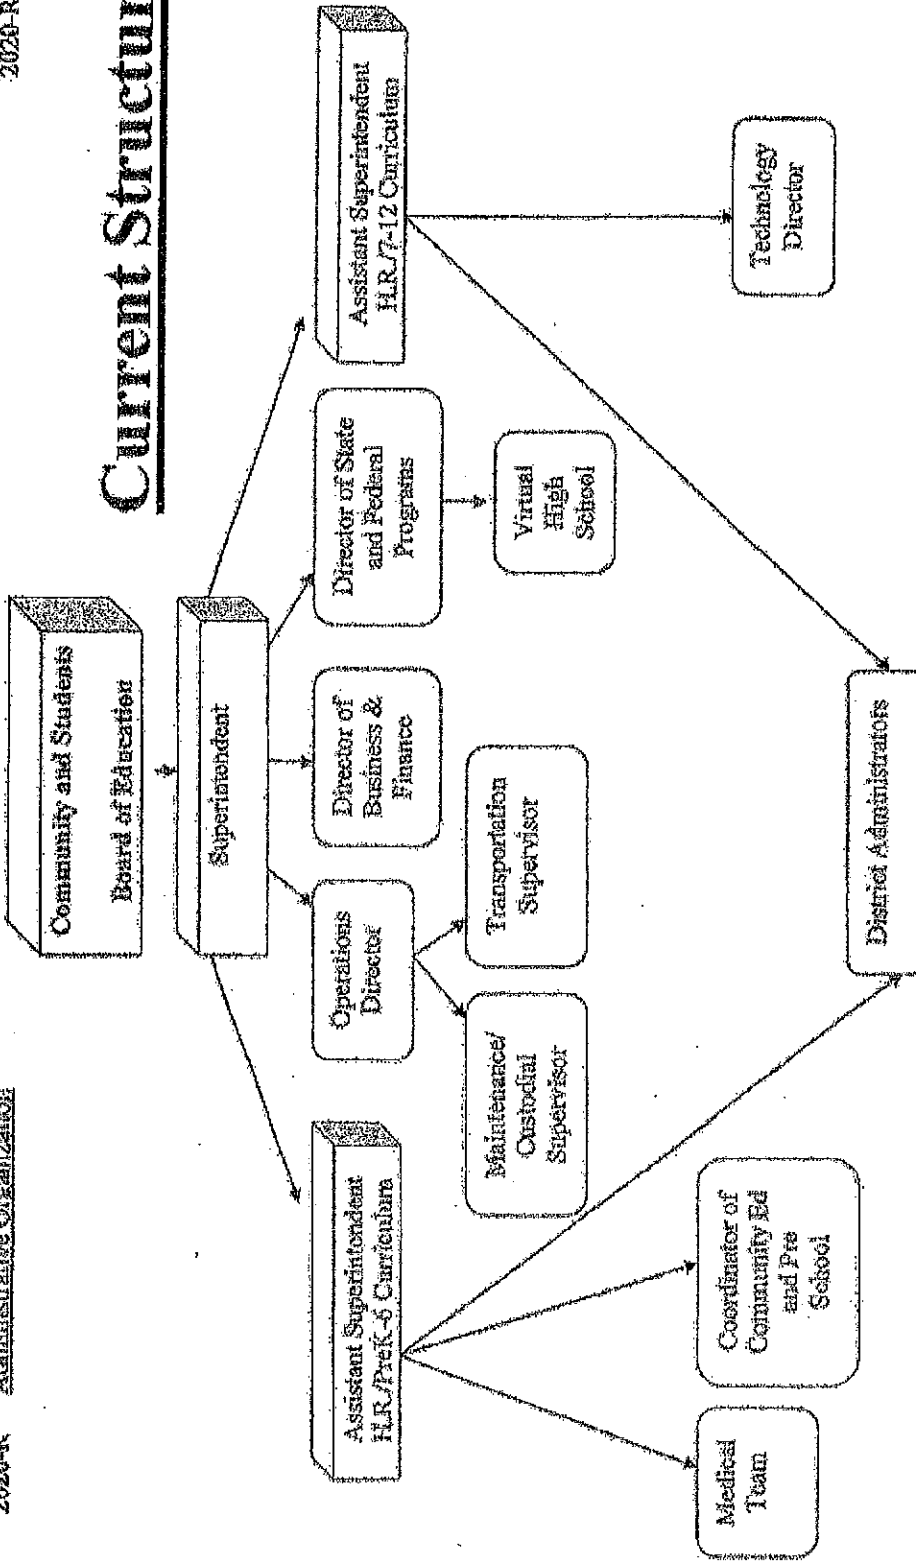 2020-R Administrative Organization 2020-R
Current Structur
Community and Students
Board of Education
Superintendent
Assistant Superintendent
H.R./PreK-6 Curriculum
Operations
Director
Director of
Business &
Finance
Director of State
and Federal
Programs
Assistant Superintendent
H.R./7-12 Curriculum
Maintenance/
Custodial
Supervisor
Transportation
Supervisor
Virtual
High
School
Medical
Team
Coordinator of
Community Ed
and Pre
School
District Administrators
Technology
Director